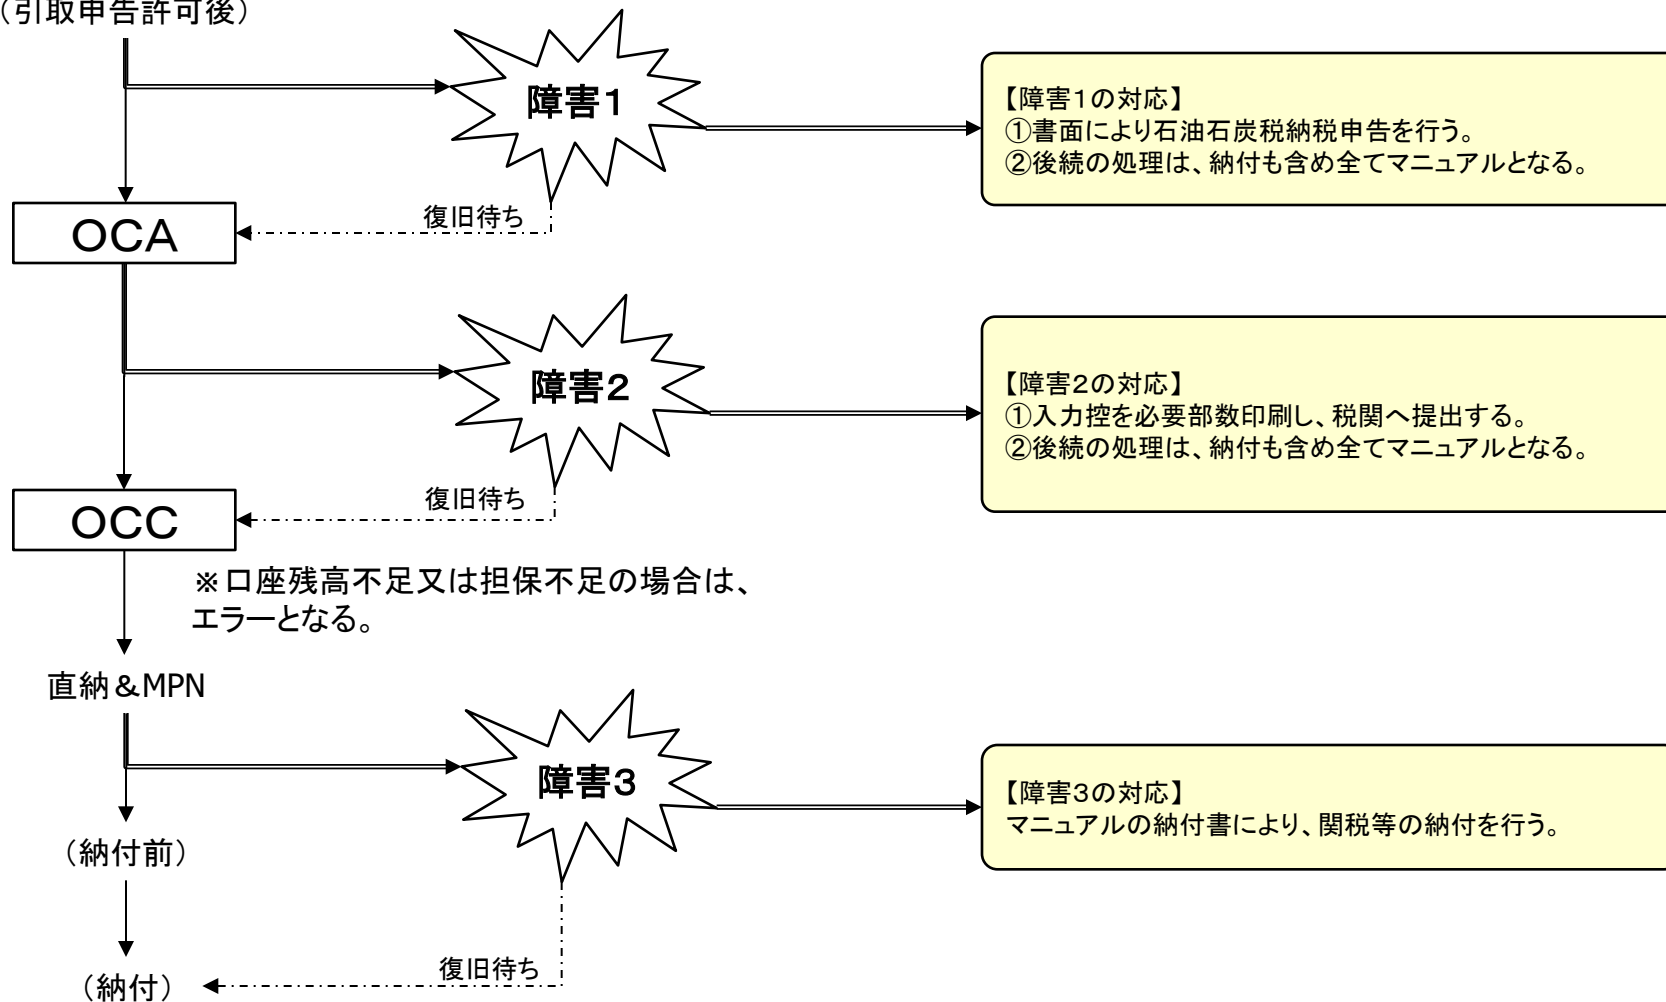 （引取申告許可後）
障害１
【障害１の対応】
①書面により石油石炭税納税申告を行う。
②後続の処理は、納付も含め全てマニュアルとなる。
復旧待ち
ＯＣＡ
障害２
【障害２の対応】
①入力控を必要部数印刷し、税関へ提出する。
②後続の処理は、納付も含め全てマニュアルとなる。
復旧待ち
ＯＣＣ
※口座残高不足又は担保不足の場合は、
エラーとなる。
直納＆MPN
障害３
【障害３の対応】
マニュアルの納付書により、関税等の納付を行う。
（納付前）
復旧待ち
（納付）